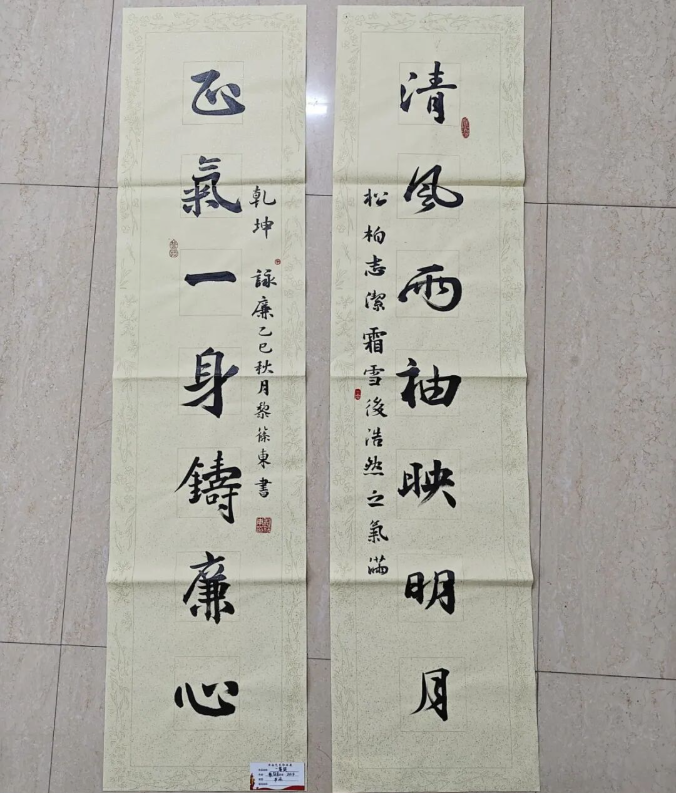 清風兩袖映明月
松柏志潔霜雪後浩然之氣滿
正氣一身鑄廉心
乾坤 詠廉乙巳秋月黎篠東書